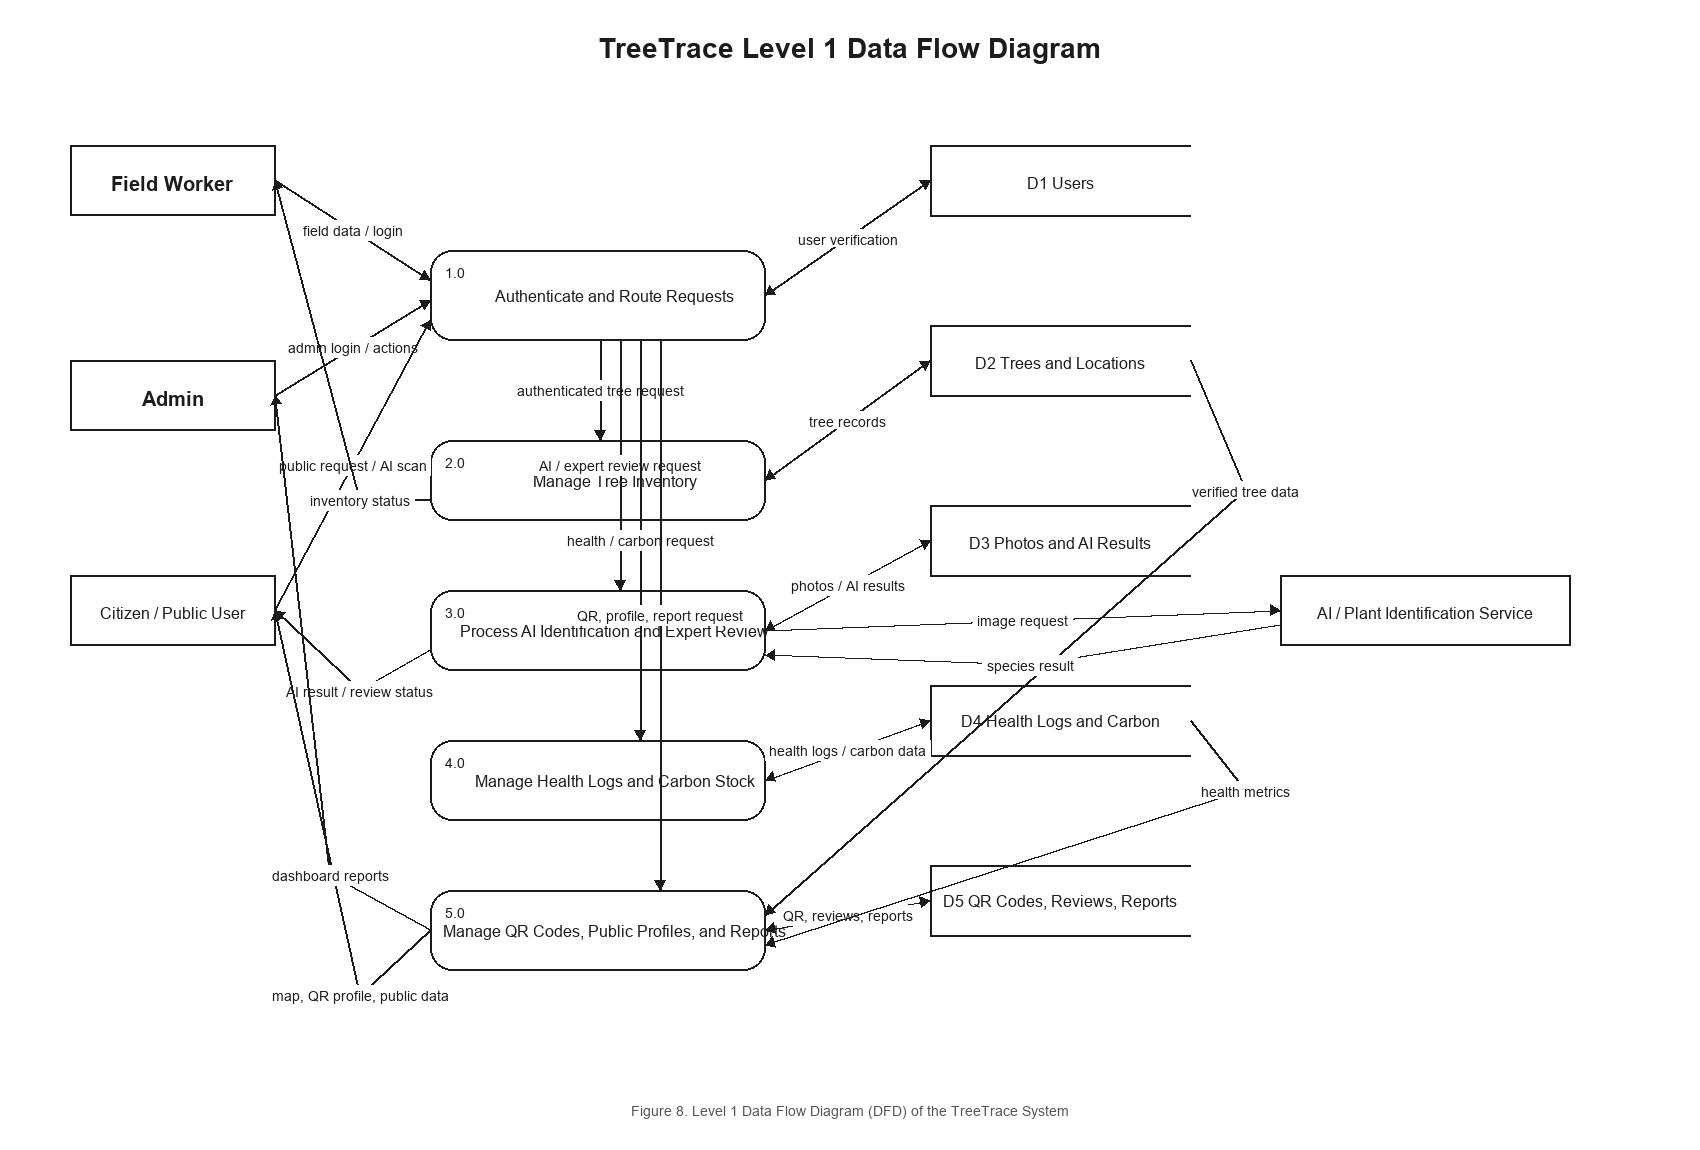 TreeTrace Level 1 Data Flow Diagram
Field Worker
D1 Users
field data / login
user verification
1.0
Authenticate and Route Requests
admin login / actions
D2 Trees and Locations
Admin
authenticated tree request
tree records
public request / AI scan
2.0
AI / expert review request
Manage Tree Inventory
inventory status
verified tree data
health / carbon request
D3 Photos and AI Results
photos / AI results
Citizen / Public User
3.0
QR, profile, report request
Process AI Identification and Expert Review
image request
AI / Plant Identification Service
species result
AI result / review status
D4 Health Logs and Carbon
health logs / carbon data
4.0
Manage Health Logs and Carbon Stock
health metrics
dashboard reports
5.0
Manage QR Codes, Public Profiles, and Reports
QR, reviews, reports
D5 QR Codes, Reviews, Reports
map, QR profile, public data
Figure 8. Level 1 Data Flow Diagram (DFD) of the TreeTrace System